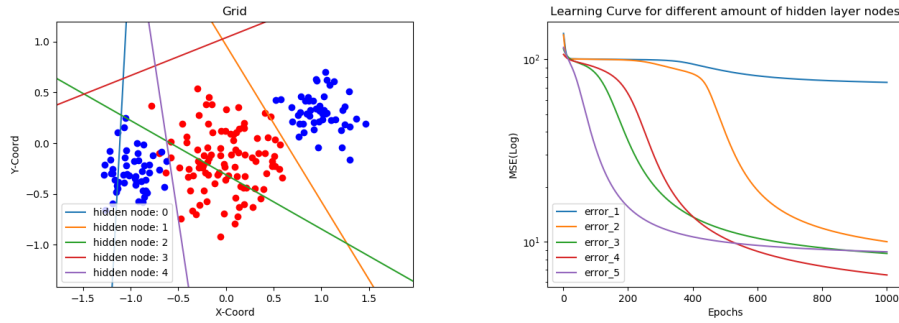 Grid
Y-Coord
1.0
0.5
0.0
−0.5
−1.0
hidden node: 0
hidden node: 1
hidden node: 2
hidden node: 3
hidden node: 4
−1.5 −1.0 −0.5 0.0 0.5 1.0 1.5
X-Coord
Learning Curve for different amount of hidden layer nodes
MSE(Log)
10²
10¹
error_1
error_2
error_3
error_4
error_5
0 200 400 600 800 1000
Epochs